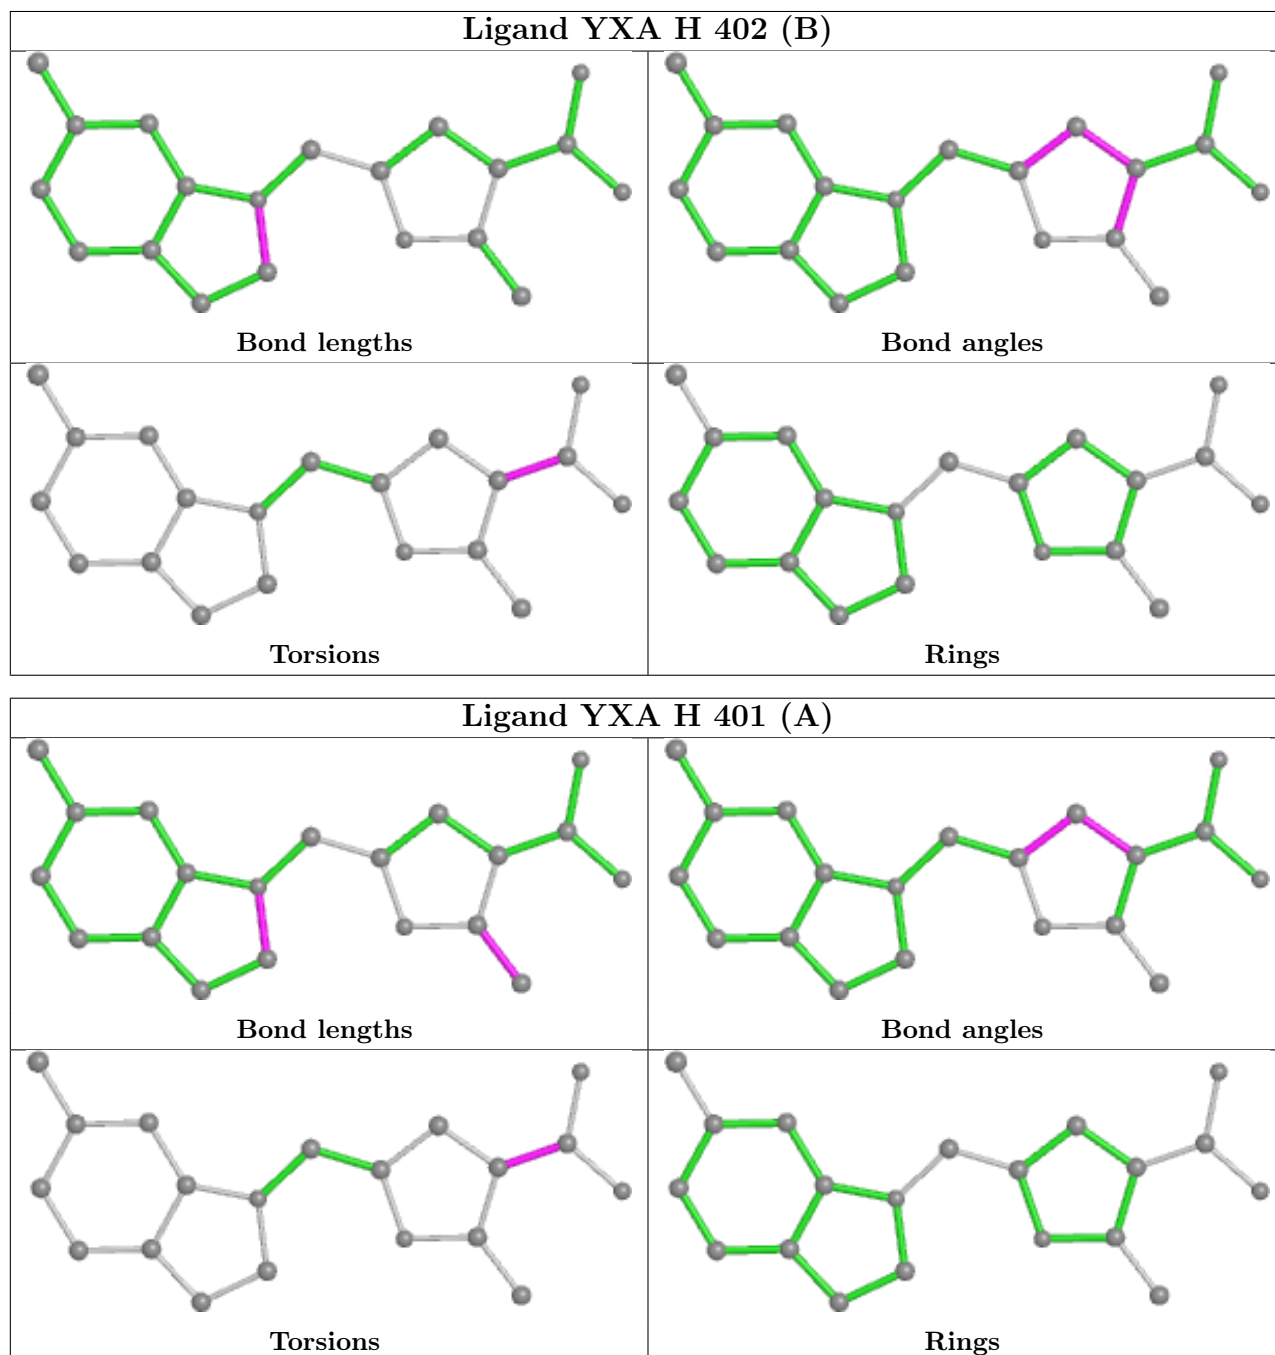 Ligand YXA H 402 (B)
Bond lengths
Bond angles
Torsions
Rings
Ligand YXA H 401 (A)
Bond lengths
Bond angles
Torsions
Rings